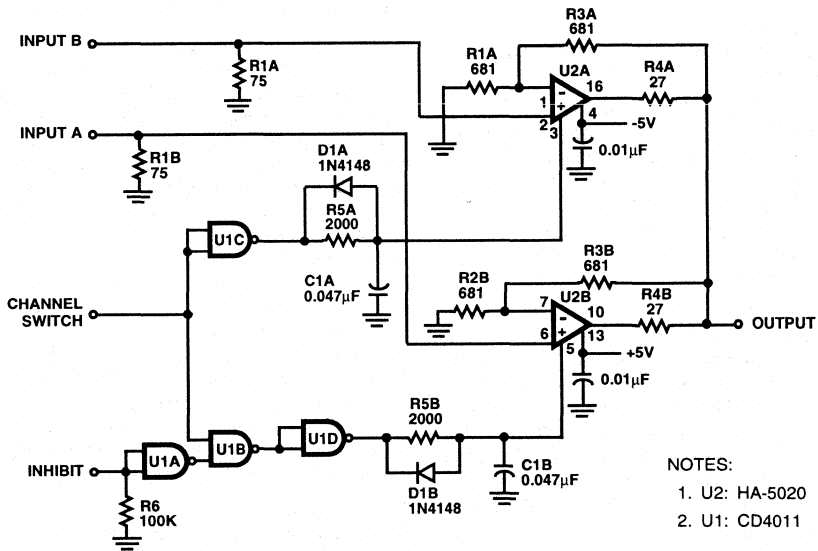 INPUT B
R1A
75
R1A
681
R3A
681
U2A
-
+
1
2
3
16
4
R4A
27
-5V
0.01µF
INPUT A
R1B
75
D1A
1N4148
R5A
2000
U1C
C1A
0.047µF
CHANNEL
SWITCH
R2B
681
R3B
681
U2B
-
+
7
6
5
10
13
R4B
27
OUTPUT
+5V
0.01µF
INHIBIT
R6
100K
U1A
U1B
U1D
R5B
2000
D1B
1N4148
C1B
0.047µF
NOTES:
1. U2: HA-5020
2. U1: CD4011